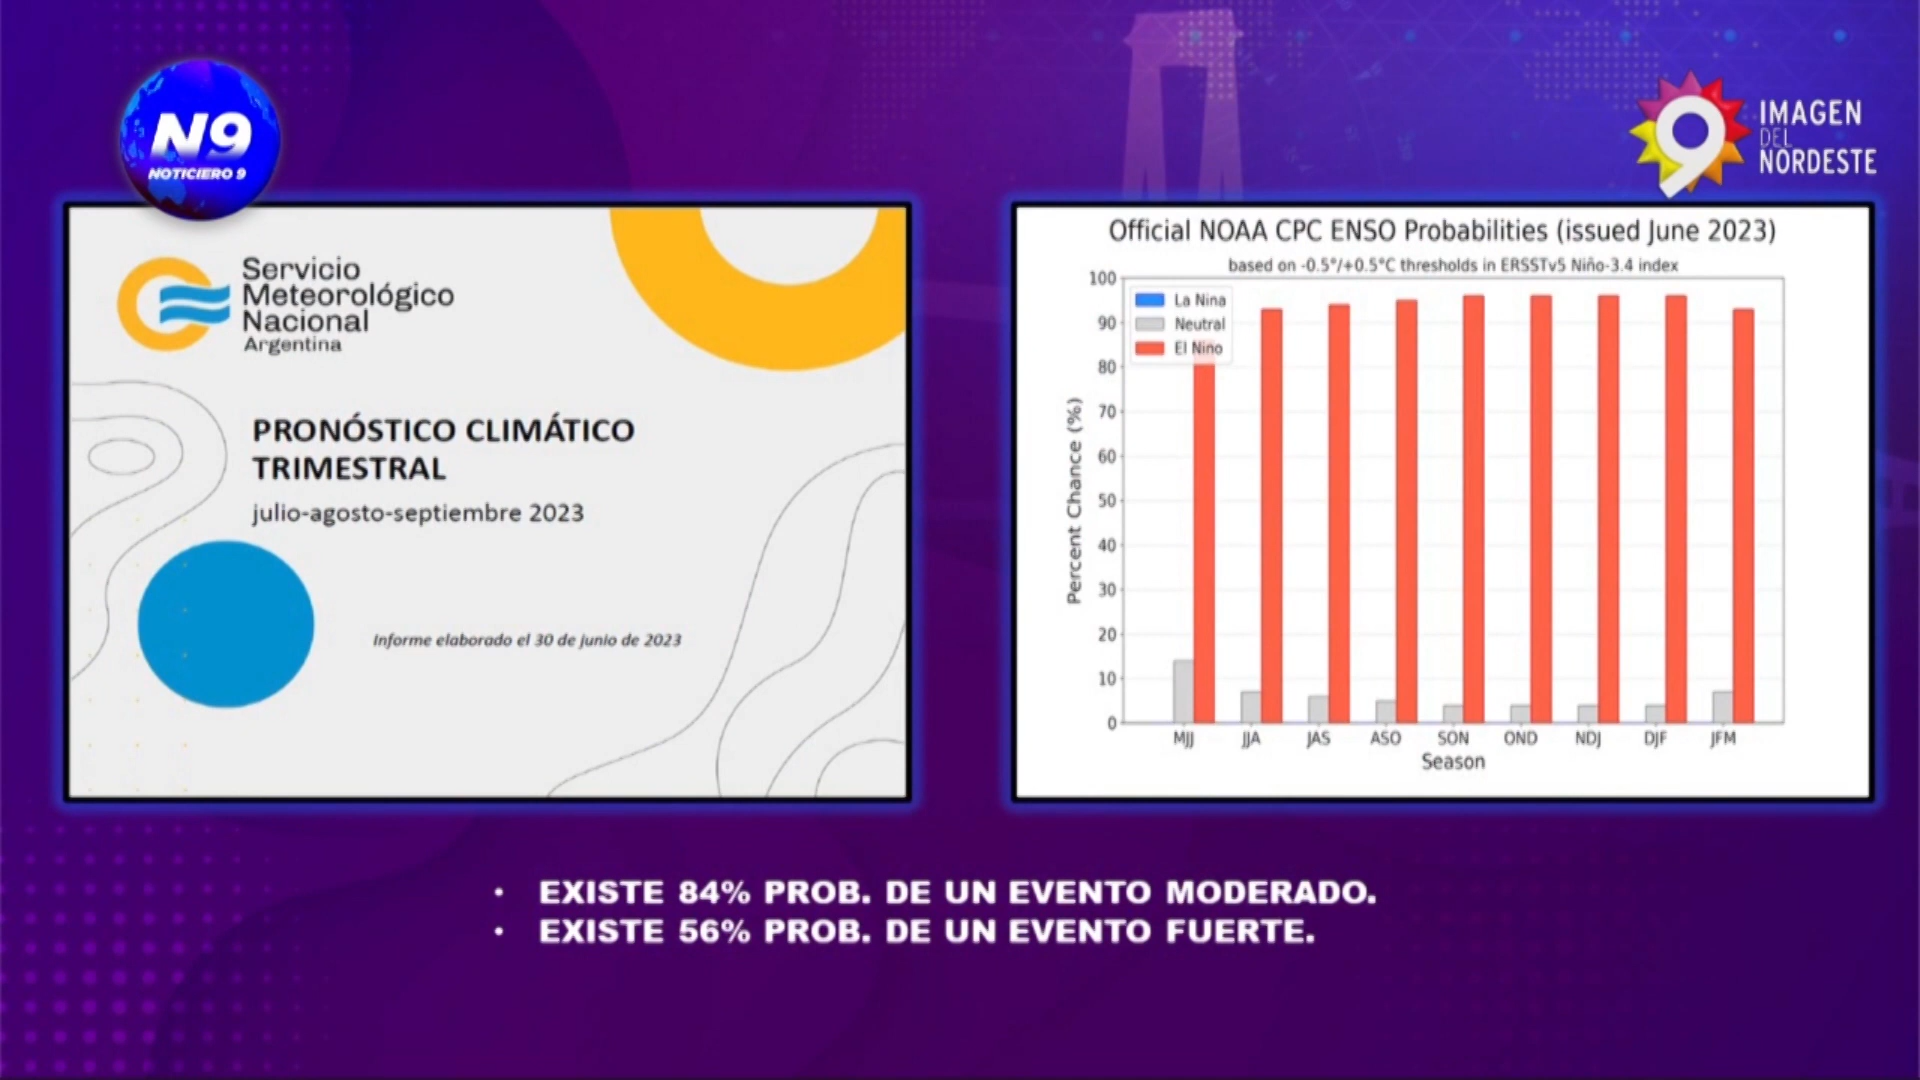 N9
NOTICIERO 9
9
IMAGEN
DEL
NORDESTE
Servicio
Meteorológico
Nacional
Argentina
PRONÓSTICO CLIMÁTICO
TRIMESTRAL
julio-agosto-septiembre 2023
Informe elaborado el 30 de junio de 2023
Official NOAA CPC ENSO Probabilities (issued June 2023)
based on -0.5°/+0.5°C thresholds in ERSSTv5 Niño-3.4 index
La Nina
Neutral
El Nino
Percent Chance (%)
100
90
80
70
60
50
40
30
20
10
0
MJJ JJA JAS ASO SON OND NDJ DJF JFM
Season
• EXISTE 84% PROB. DE UN EVENTO MODERADO.
• EXISTE 56% PROB. DE UN EVENTO FUERTE.